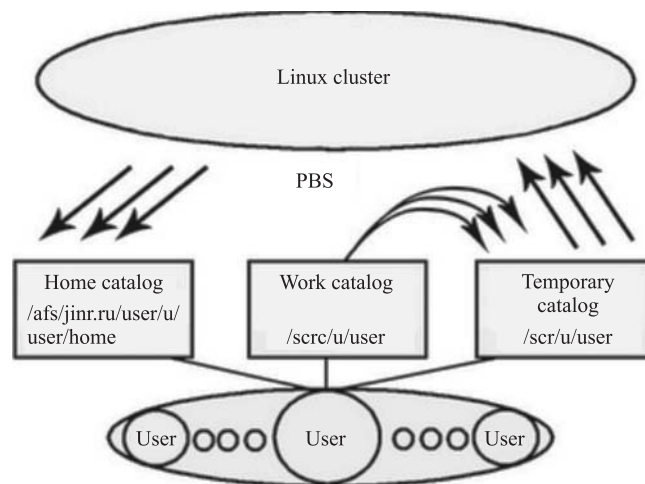 Linux cluster
PBS
Home catalog
/afs/jinr.ru/user/u/
user/home
Work catalog
/scrc/u/user
Temporary
catalog
/scr/u/user
User
User
User